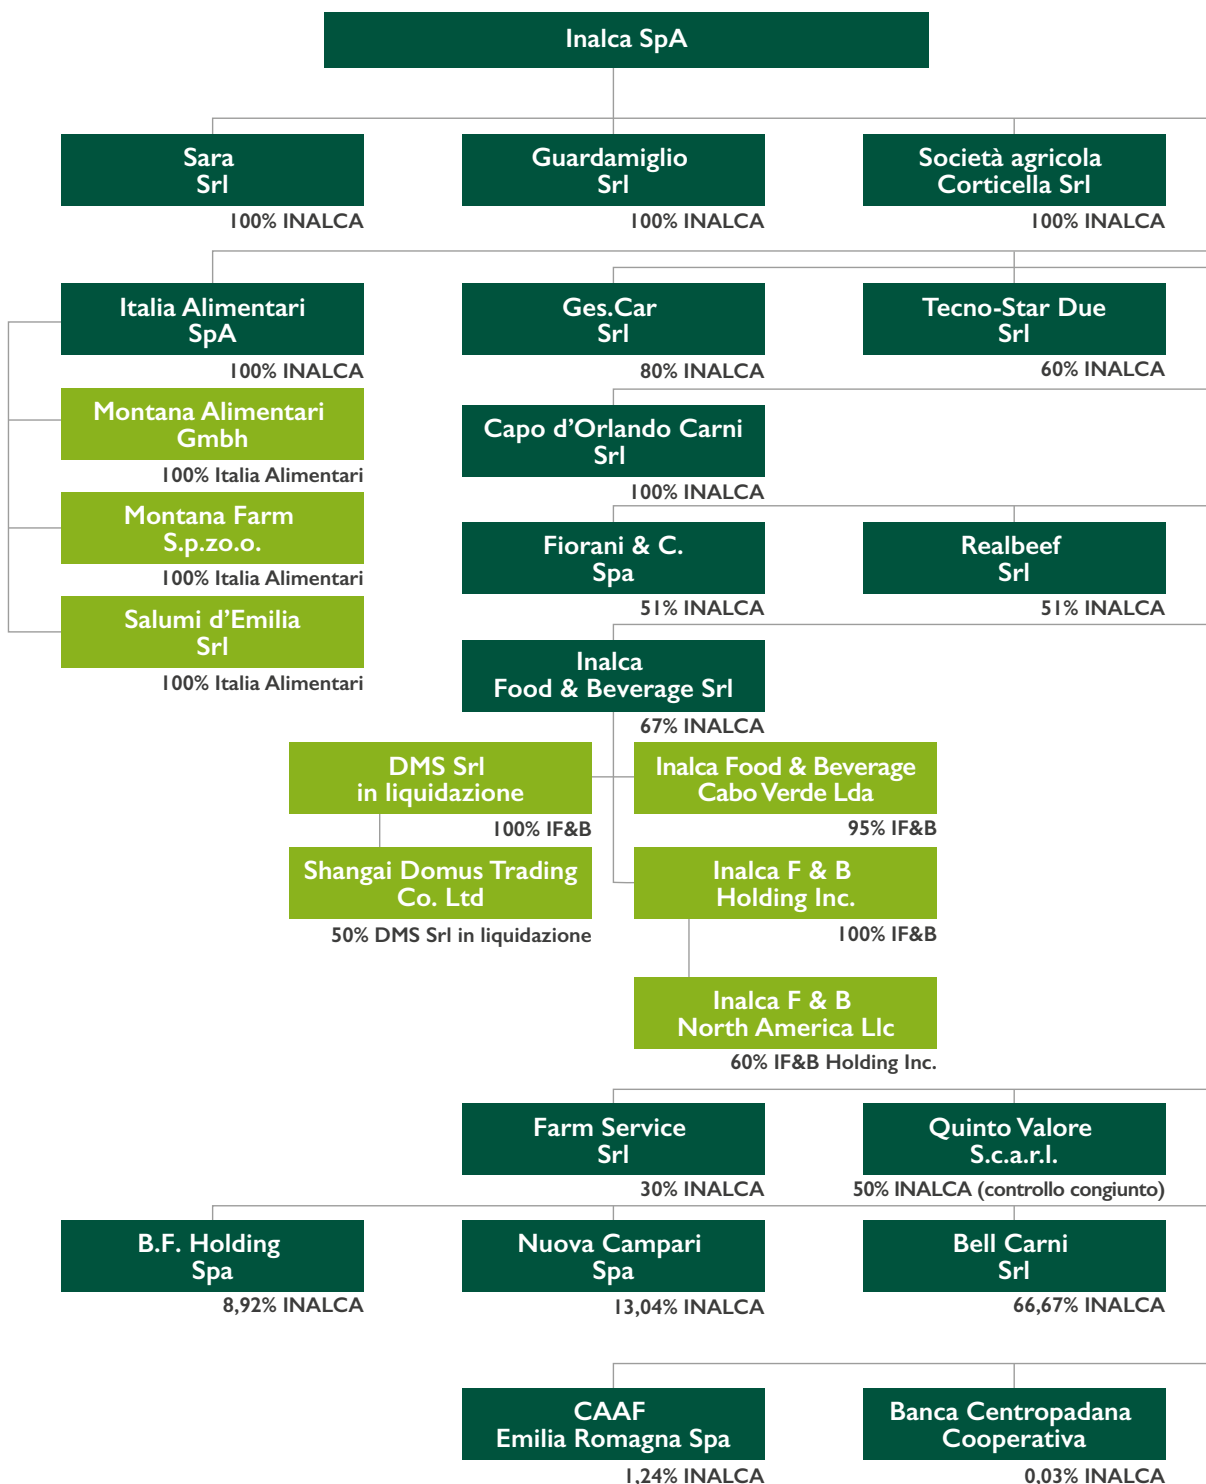 Inalca SpA
Sara
Srl
100% INALCA
Guardamiglio
Srl
100% INALCA
Società agricola
Corticella Srl
100% INALCA
Italia Alimentari
SpA
100% INALCA
Ges.Car
Srl
80% INALCA
Tecno-Star Due
Srl
60% INALCA
Montana Alimentari
Gmbh
100% Italia Alimentari
Montana Farm
S.p.zo.o.
100% Italia Alimentari
Salumi d'Emilia
Srl
100% Italia Alimentari
Capo d'Orlando Carni
Srl
100% INALCA
Fiorani & C.
Spa
51% INALCA
Realbeef
Srl
51% INALCA
Inalca
Food & Beverage Srl
67% INALCA
DMS Srl
in liquidazione
100% IF&B
Inalca Food & Beverage
Cabo Verde Lda
95% IF&B
Shangai Domus Trading
Co. Ltd
50% DMS Srl in liquidazione
Inalca F & B
Holding Inc.
100% IF&B
Inalca F & B
North America Llc
60% IF&B Holding Inc.
Farm Service
Srl
30% INALCA
Quinto Valore
S.c.a.r.l.
50% INALCA (controllo congiunto)
B.F. Holding
Spa
8,92% INALCA
Nuova Campari
Spa
13,04% INALCA
Bell Carni
Srl
66,67% INALCA
CAAF
Emilia Romagna Spa
1,24% INALCA
Banca Centropadana
Cooperativa
0,03% INALCA